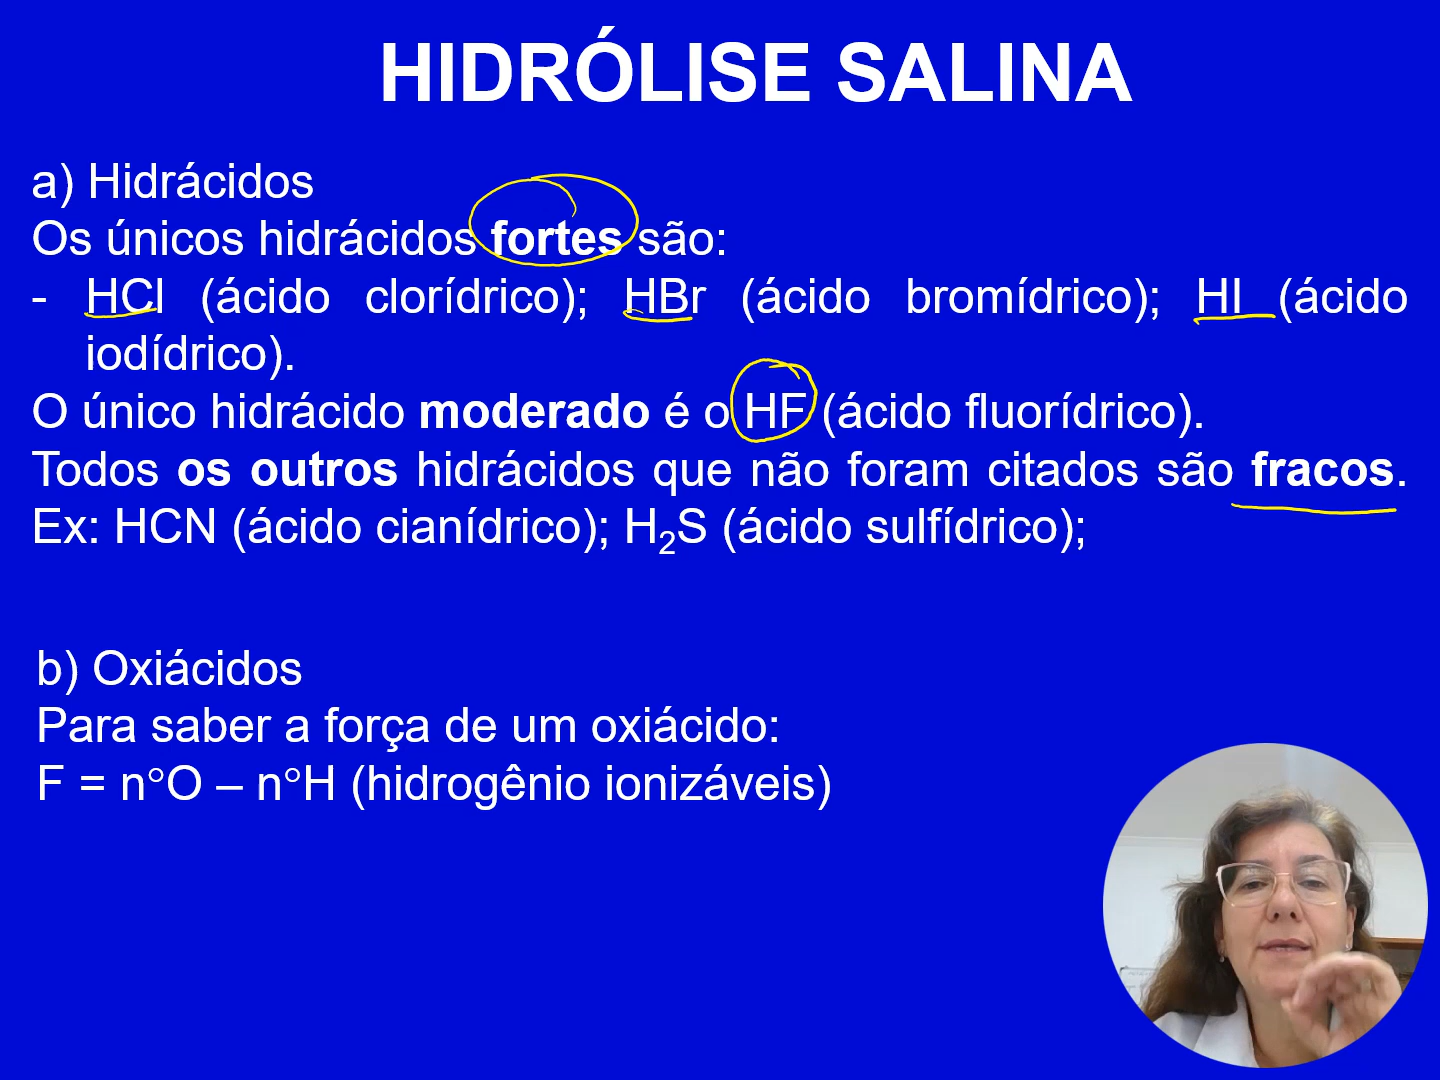 HIDRÓLISE SALINA
a) Hidrácidos
Os únicos hidrácidos fortes são:
- HCl (ácido clorídrico); HBr (ácido bromídrico); HI (ácido
iodídrico).
O único hidrácido moderado é o HF (ácido fluorídrico).
Todos os outros hidrácidos que não foram citados são fracos.
Ex: HCN (ácido cianídrico); H₂S (ácido sulfídrico);
b) Oxiácidos
Para saber a força de um oxiácido:
F = n°O – n°H (hidrogênio ionizáveis)